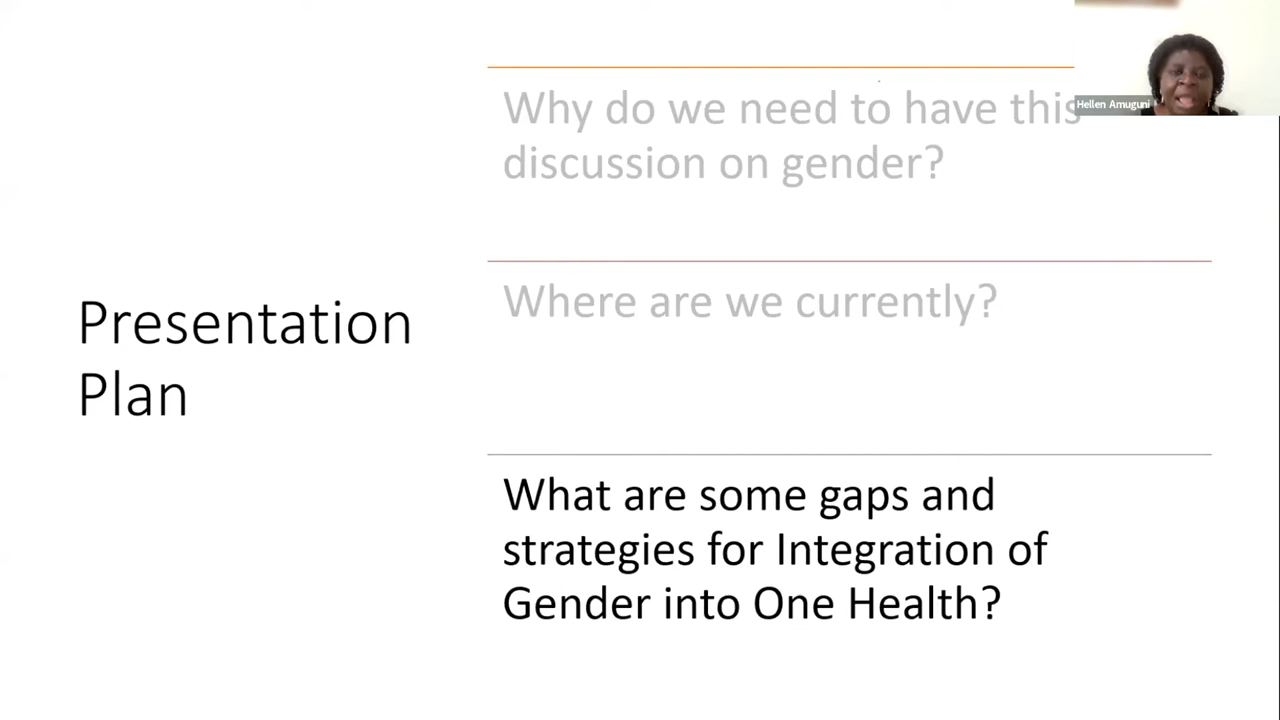 Why do we need to have this
discussion on gender?
Hellen Amuguni
Where are we currently?
Presentation
Plan
What are some gaps and
strategies for Integration of
Gender into One Health?